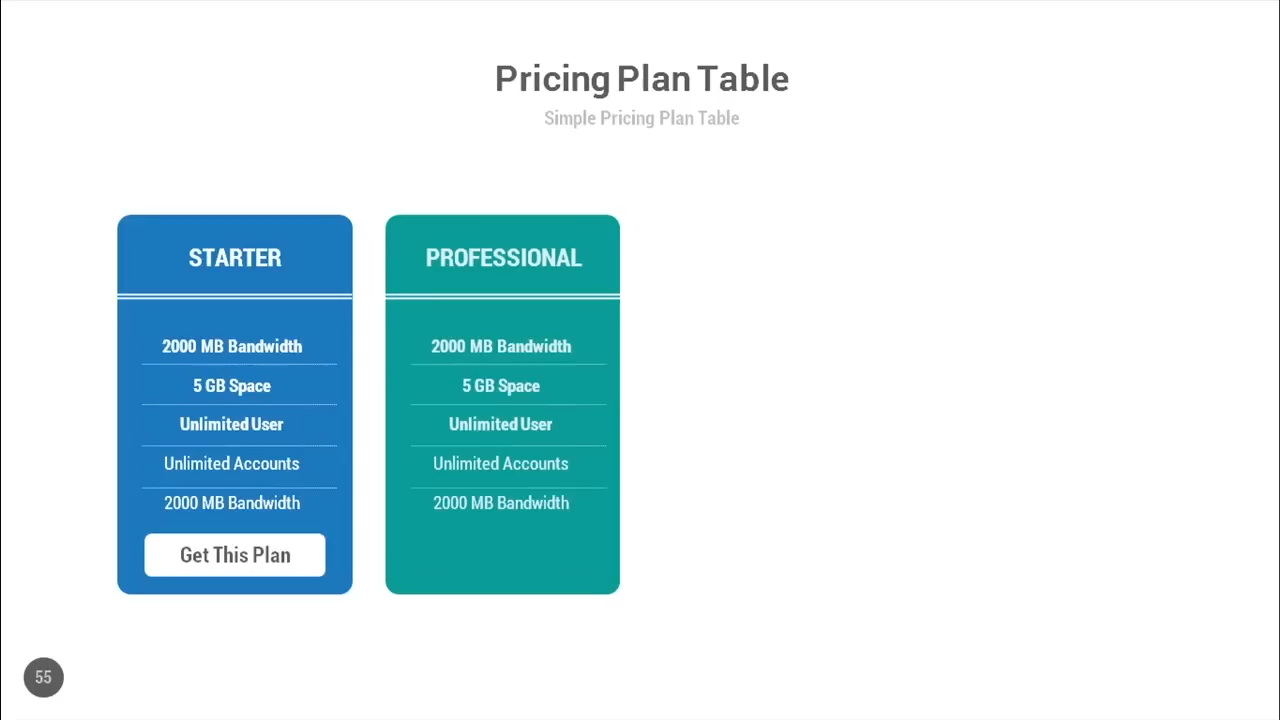 Pricing Plan Table
Simple Pricing Plan Table
STARTER
2000 MB Bandwidth
5 GB Space
Unlimited User
Unlimited Accounts
2000 MB Bandwidth
Get This Plan
PROFESSIONAL
2000 MB Bandwidth
5 GB Space
Unlimited User
Unlimited Accounts
2000 MB Bandwidth
55